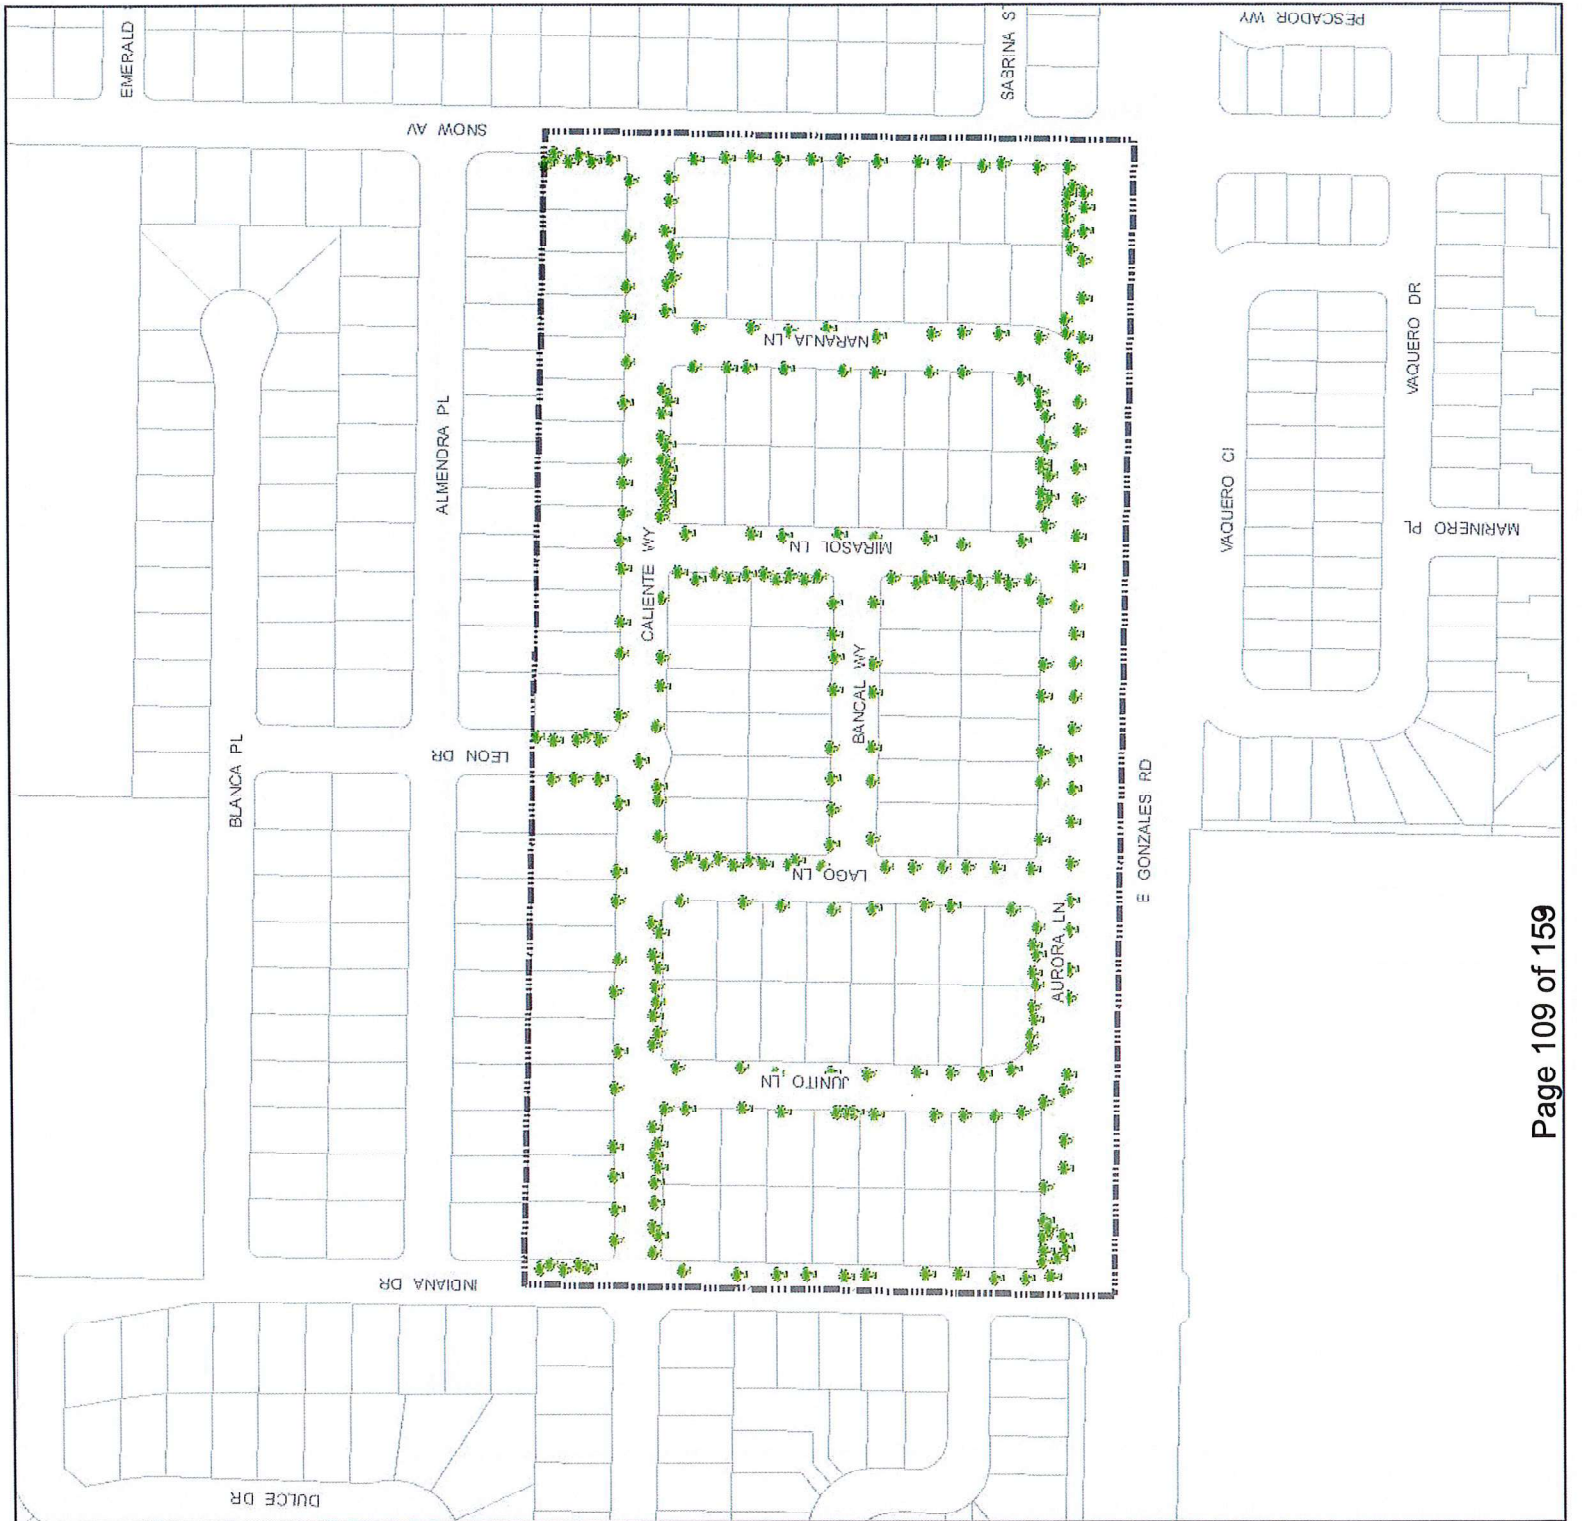 EMERALD
SNOW AV
SABRINA ST
PESCADOR WY
NARANJA LN
ALMENDRA PL
VAQUERO DR
VAQUERO CI
MARINERO PL
MIRASOL LN
CALIENTE WY
BANCAL WY
BLANCA PL
LEON DR
E GONZALES RD
LAGO LN
AURORA LN
JUNITO LN
INDIANA DR
DULCE DR
Page 109 of 159